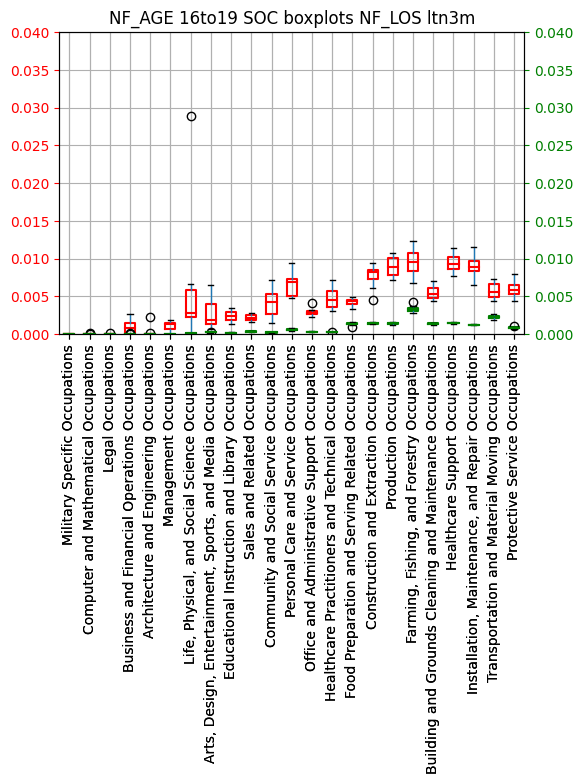 NF_AGE 16to19 SOC boxplots NF_LOS ltn3m
0.040
0.035
0.030
0.025
0.020
0.015
0.010
0.005
0.000
0.040
0.035
0.030
0.025
0.020
0.015
0.010
0.005
0.000
Military Specific Occupations
Computer and Mathematical Occupations
Legal Occupations
Business and Financial Operations Occupations
Architecture and Engineering Occupations
Management Occupations
Life, Physical, and Social Science Occupations
Arts, Design, Entertainment, Sports, and Media Occupations
Educational Instruction and Library Occupations
Sales and Related Occupations
Community and Social Service Occupations
Personal Care and Service Occupations
Office and Administrative Support Occupations
Healthcare Practitioners and Technical Occupations
Food Preparation and Serving Related Occupations
Construction and Extraction Occupations
Production Occupations
Farming, Fishing, and Forestry Occupations
Building and Grounds Cleaning and Maintenance Occupations
Healthcare Support Occupations
Installation, Maintenance, and Repair Occupations
Transportation and Material Moving Occupations
Protective Service Occupations